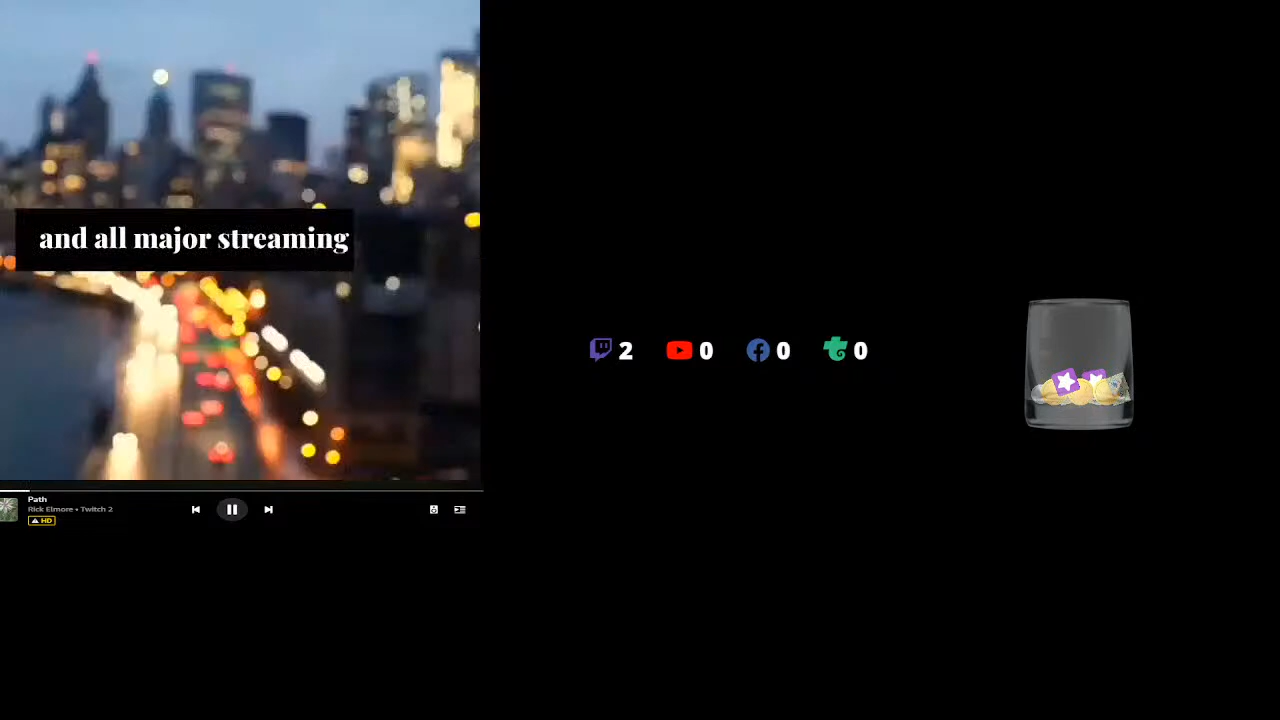 and all major streaming
2 0 0 0
Path
Rick Elmore • Twitch 2
HD